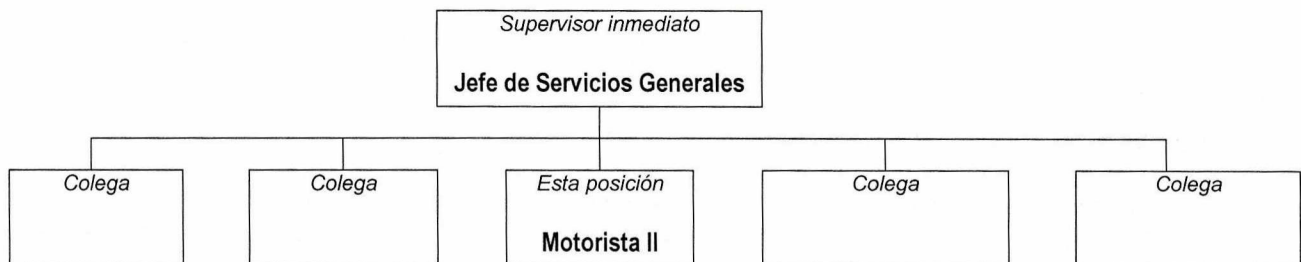 Supervisor inmediato
Jefe de Servicios Generales
Colega
Colega
Esta posición
Motorista II
Colega
Colega